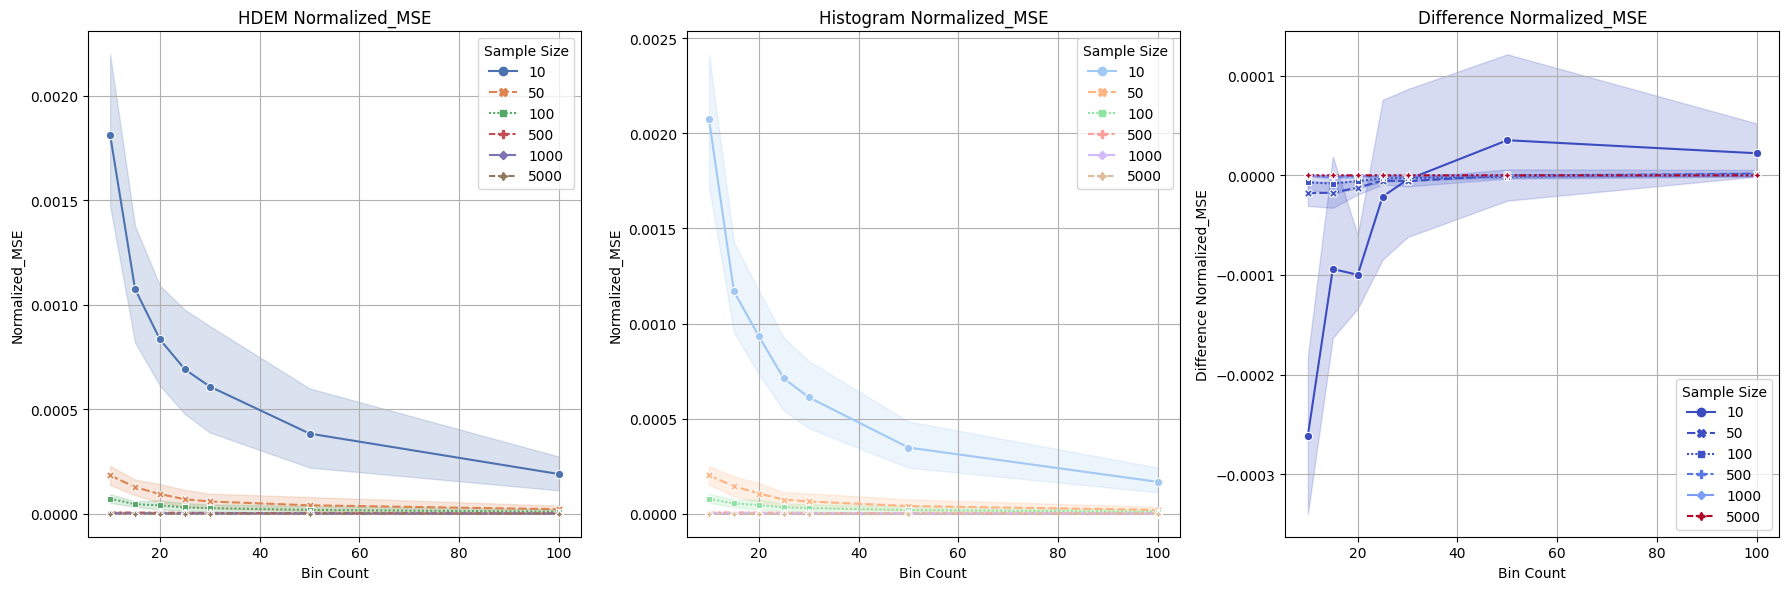 HDEM Normalized_MSE
Normalized_MSE
0.0020
0.0015
0.0010
0.0005
0.0000
Sample Size
10
50
100
500
1000
5000
20 40 60 80 100
Bin Count
Histogram Normalized_MSE
Normalized_MSE
0.0025
0.0020
0.0015
0.0010
0.0005
0.0000
Sample Size
10
50
100
500
1000
5000
20 40 60 80 100
Bin Count
Difference Normalized_MSE
Difference Normalized_MSE
0.0001
0.0000
−0.0001
−0.0002
−0.0003
Sample Size
10
50
100
500
1000
5000
20 40 60 80 100
Bin Count